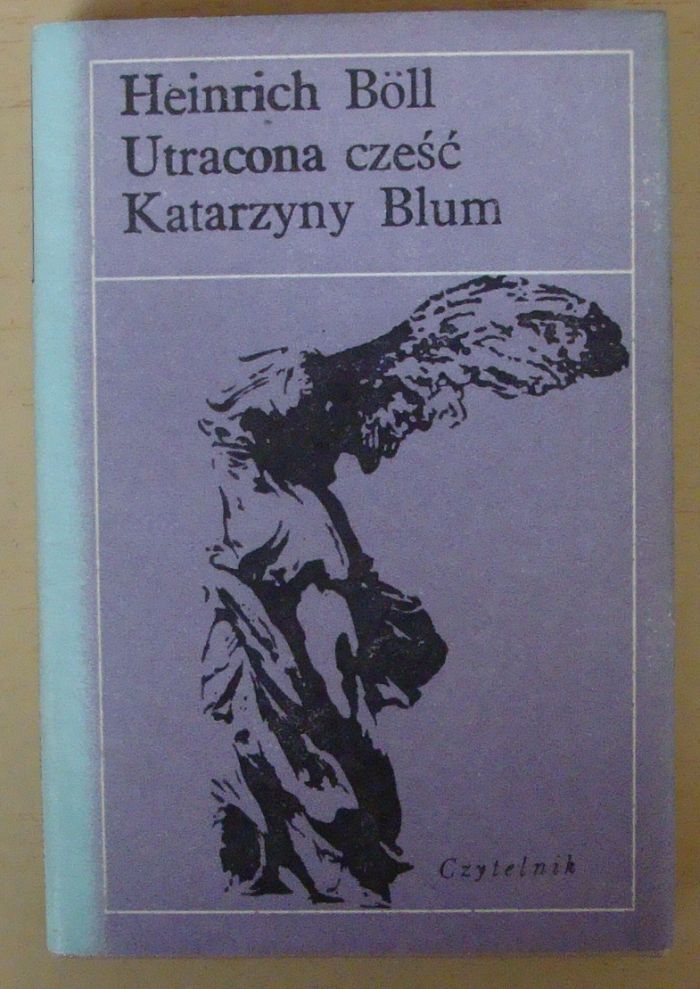 Heinrich Böll
Utracona cześć
Katarzyny Blum
Czytelnik